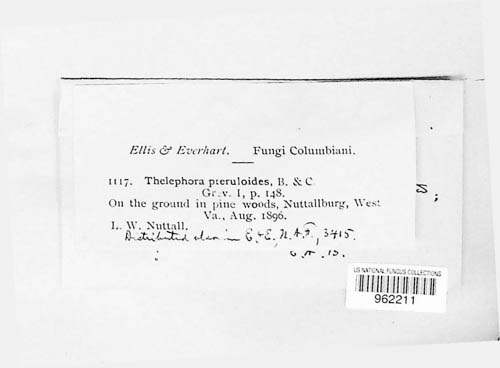 Ellis & Everhart. Fungi Columbiani.
1117. Thelephora pteruloides, B. & C.
Grev. I, p. 148.
On the ground in pine woods, Nuttallburg, West
Va., Aug. 1896.
L. W. Nuttall.
Distributed also in E. & E., N. A. F., 3415.
US NATIONAL FUNGUS COLLECTIONS
962211